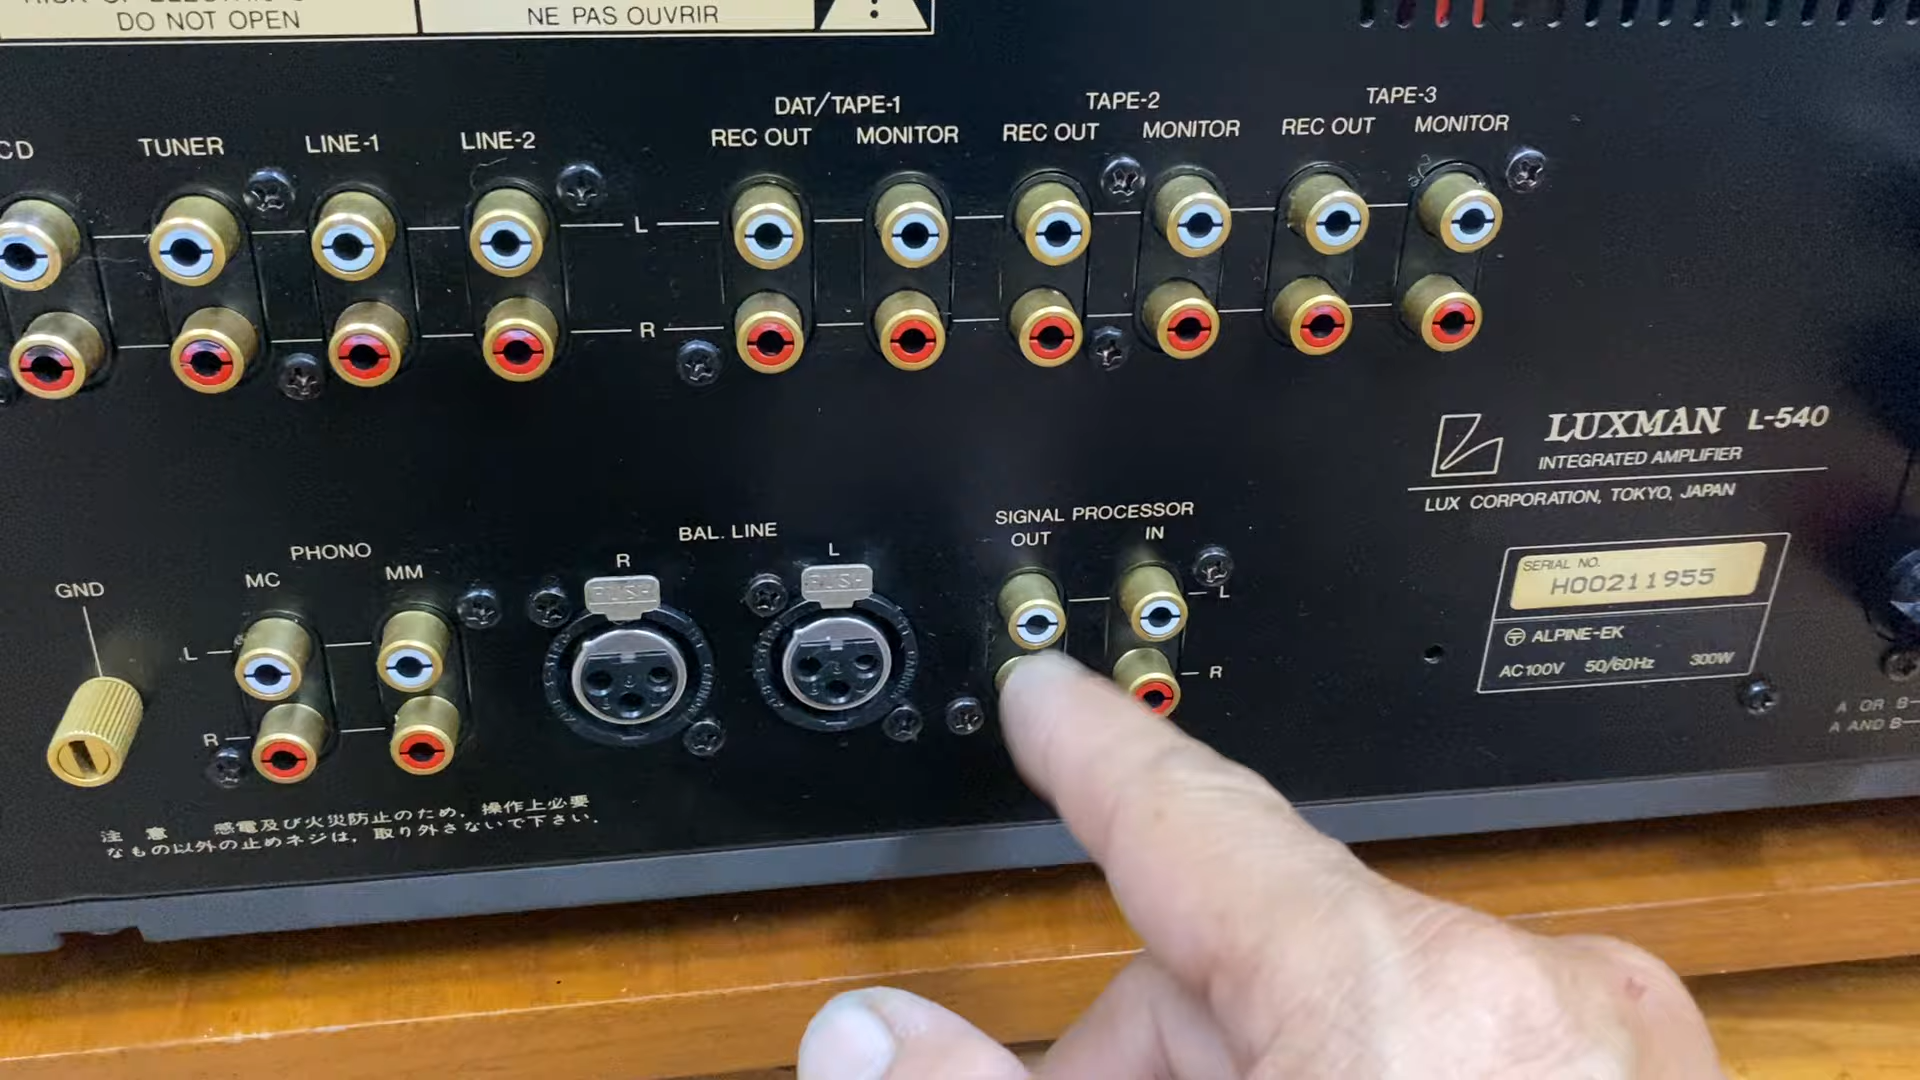 DO NOT OPEN
NE PAS OUVRIR
CD
TUNER
LINE-1
LINE-2
DAT/TAPE-1
REC OUT
MONITOR
TAPE-2
REC OUT
MONITOR
TAPE-3
REC OUT
MONITOR
L
R
LUXMAN L-540
INTEGRATED AMPLIFIER
LUX CORPORATION, TOKYO, JAPAN
GND
PHONO
MC
MM
L
R
BAL. LINE
R
L
PUSH
PUSH
SIGNAL PROCESSOR
OUT
IN
L
R
SERIAL NO.
H00211955
ALPINE-EK
AC100V 50/60Hz 300W
A OR B
A AND B
注 意 感電及び火災防止のため, 操作上必要
なもの以外の止めネジは, 取り外さないで下さい.